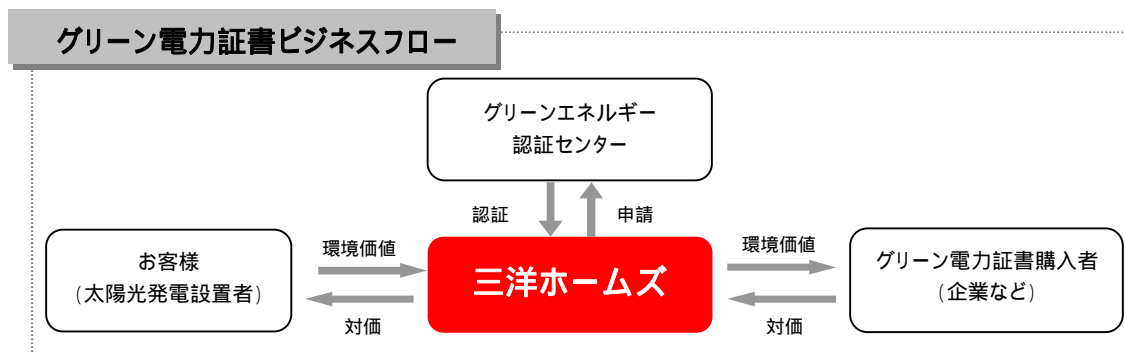 グリーン電力証書ビジネスフロー
グリーンエネルギー
認証センター
認証
申請
お客様
(太陽光発電設置者)
環境価値
対価
三洋ホームズ
環境価値
対価
グリーン電力証書購入者
(企業など)